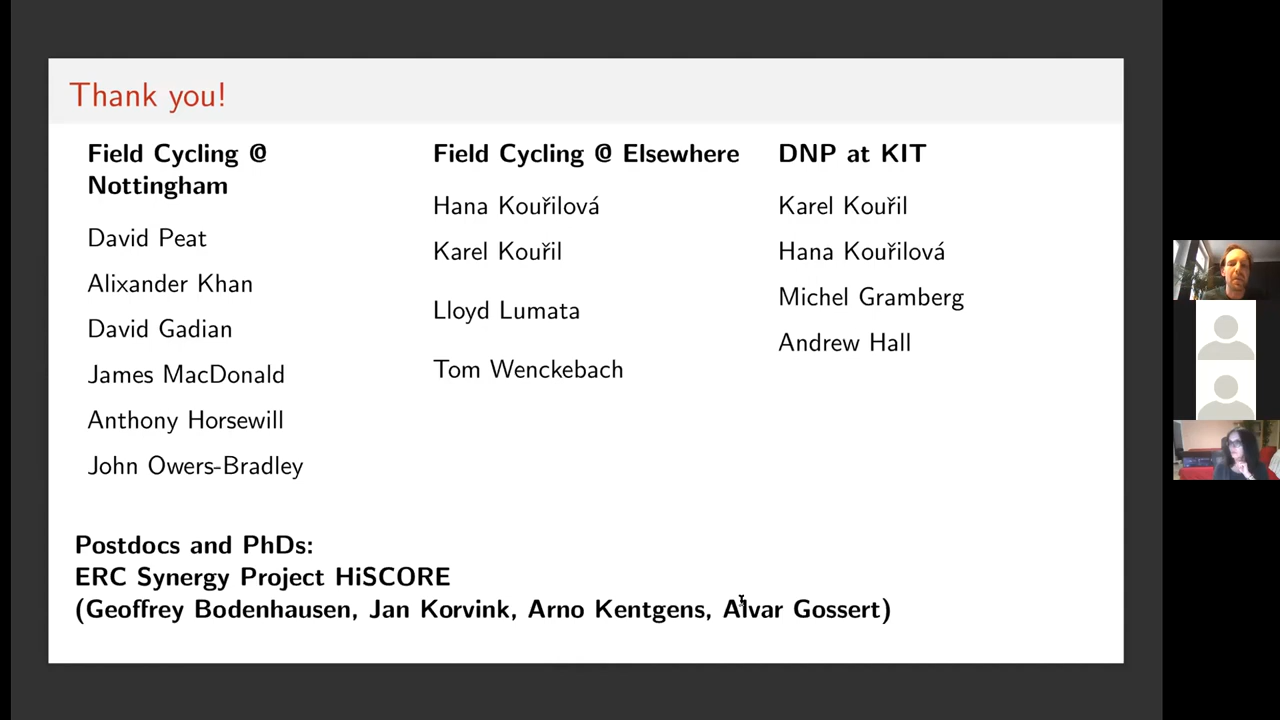 Thank you!
Field Cycling @
Nottingham
David Peat
Alixander Khan
David Gadian
James MacDonald
Anthony Horsewill
John Owers-Bradley
Field Cycling @ Elsewhere
Hana Kouřilová
Karel Kouřil
Lloyd Lumata
Tom Wenckebach
DNP at KIT
Karel Kouřil
Hana Kouřilová
Michel Gramberg
Andrew Hall
Postdocs and PhDs:
ERC Synergy Project HiSCORE
(Geoffrey Bodenhausen, Jan Korvink, Arno Kentgens, Alvar Gossert)